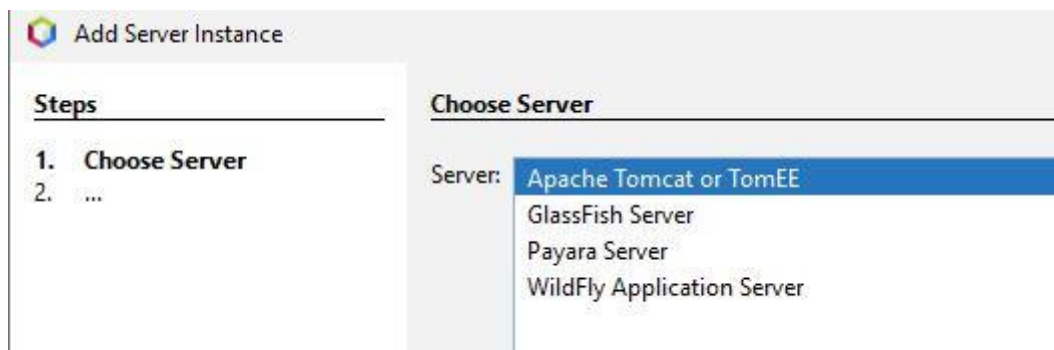 Add Server Instance
Steps
1. Choose Server
2. ...
Choose Server
Server:
Apache Tomcat or TomEE
GlassFish Server
Payara Server
WildFly Application Server